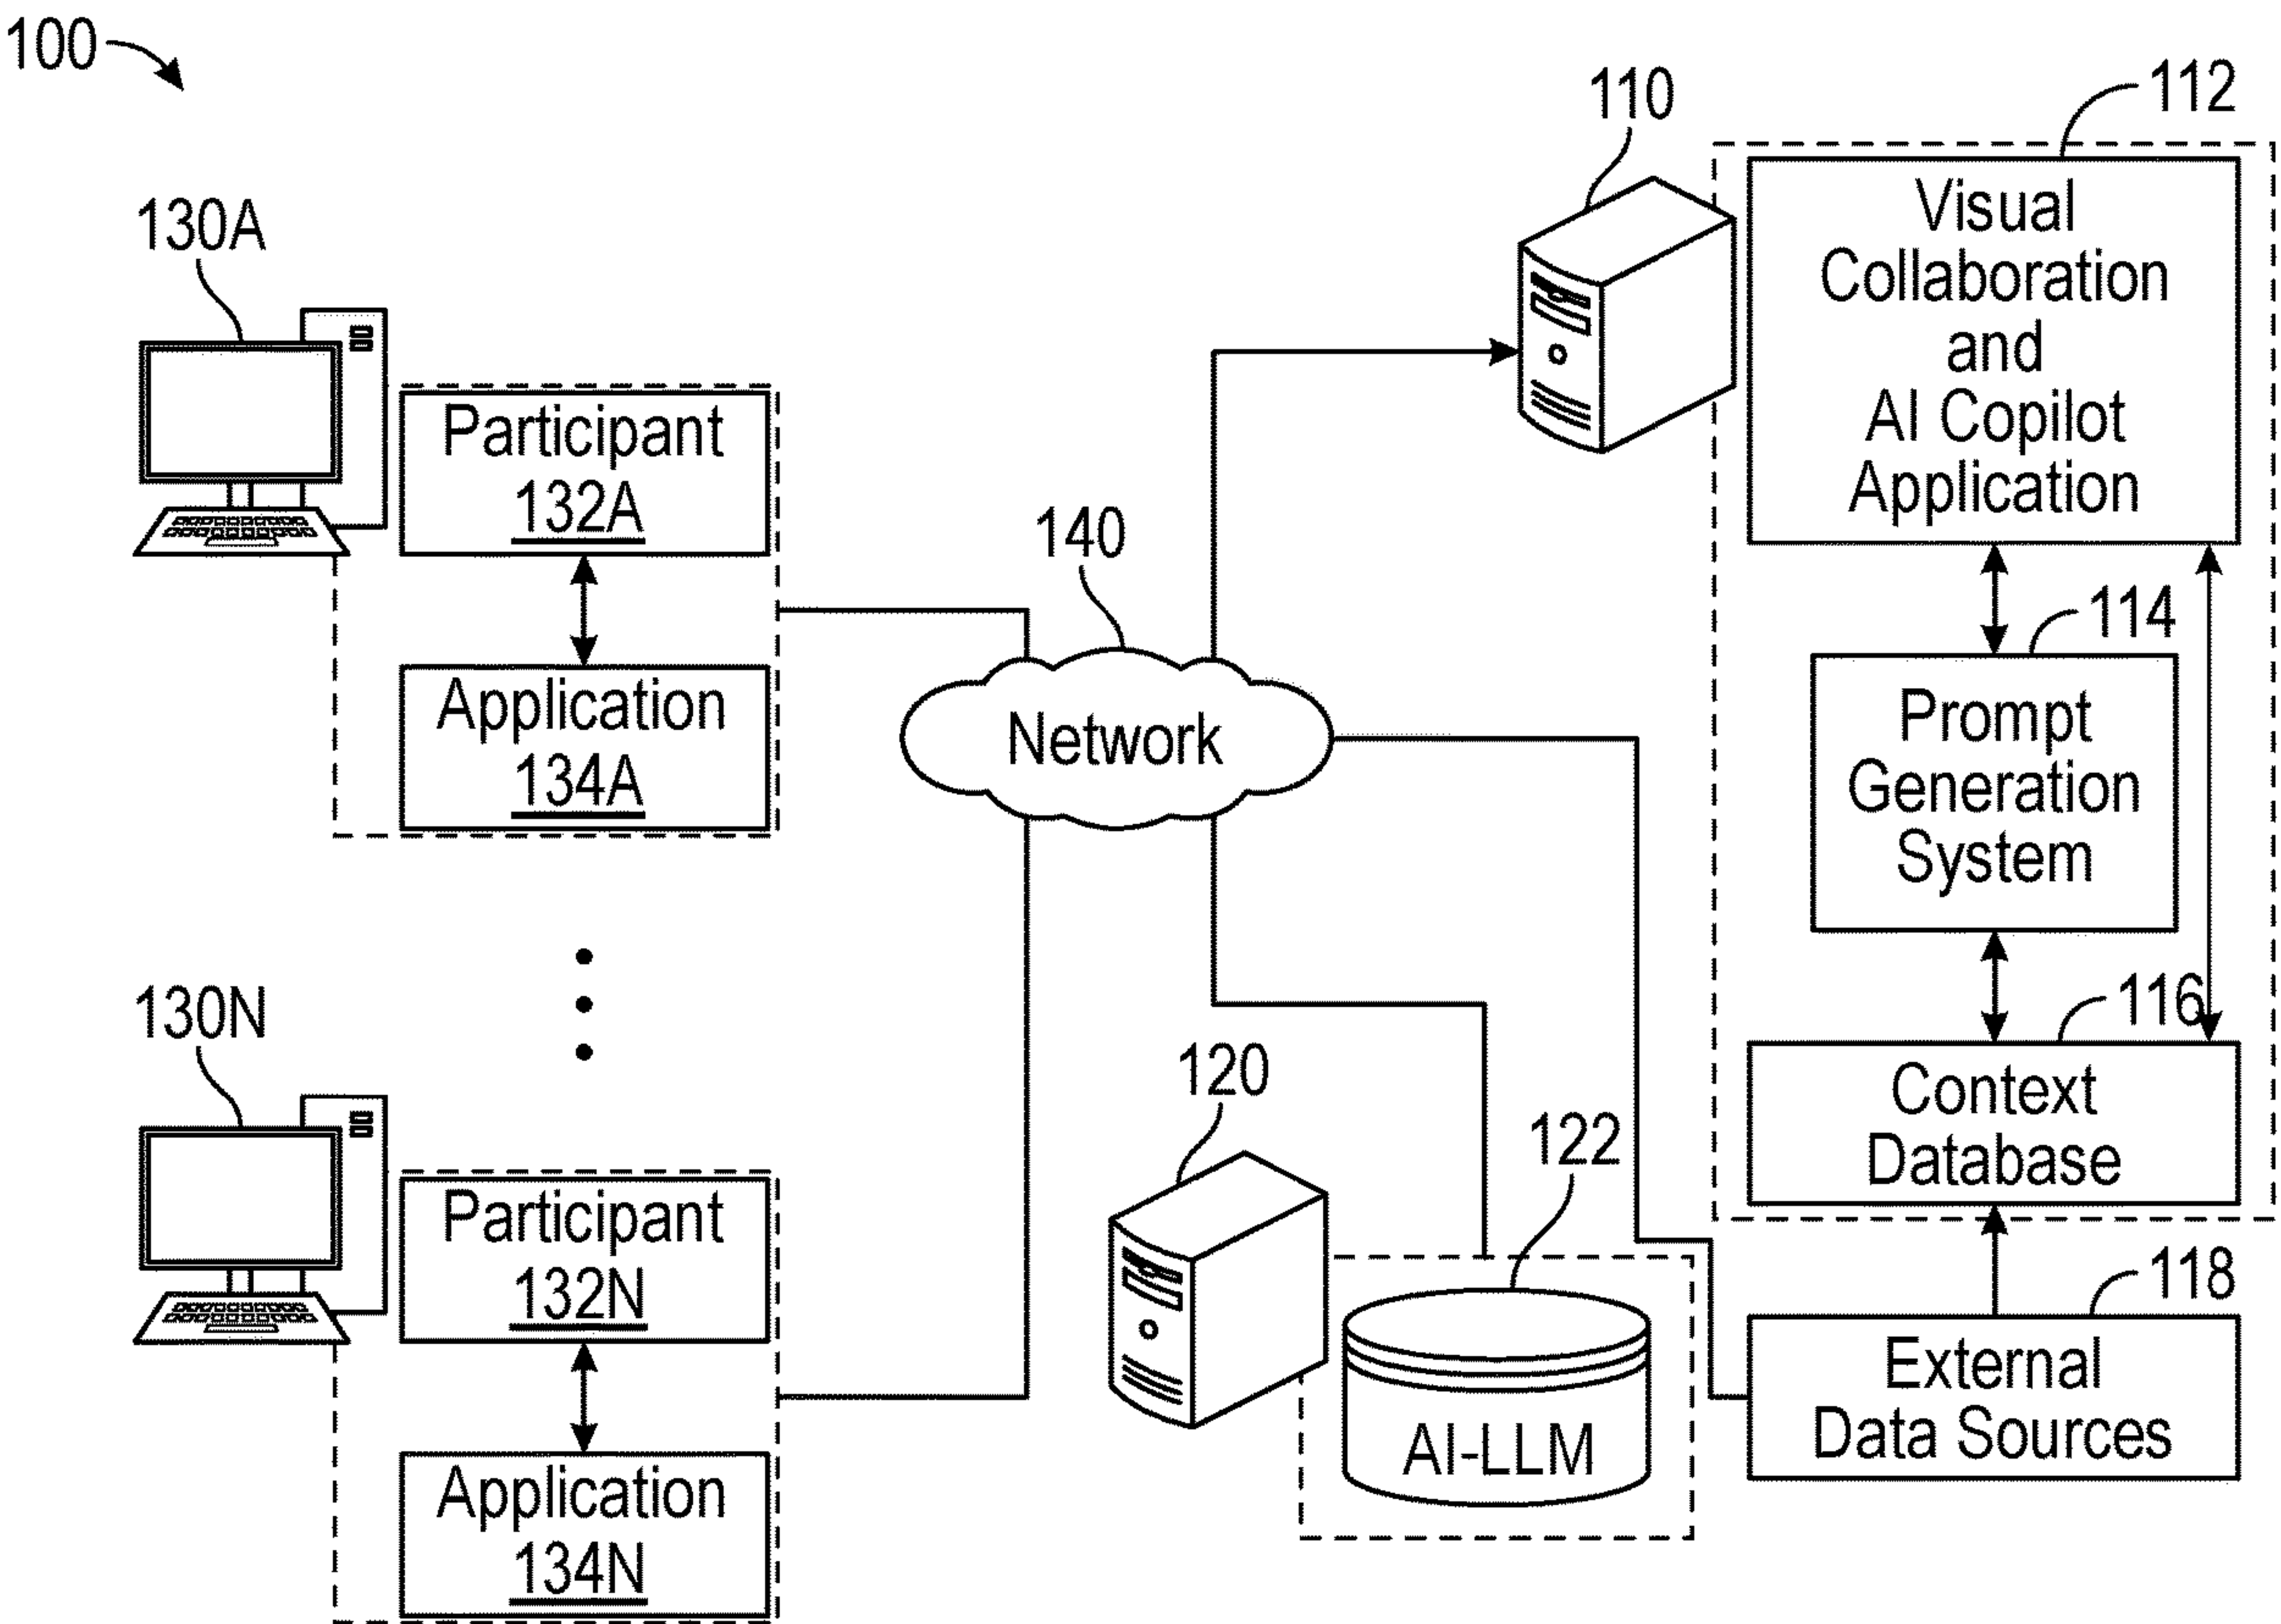 100
110
112
Visual
Collaboration
and
AI Copilot
Application
130A
Participant
132A
Application
134A
140
Network
114
Prompt
Generation
System
116
Context
Database
130N
Participant
132N
Application
134N
120
122
AI-LLM
118
External
Data Sources